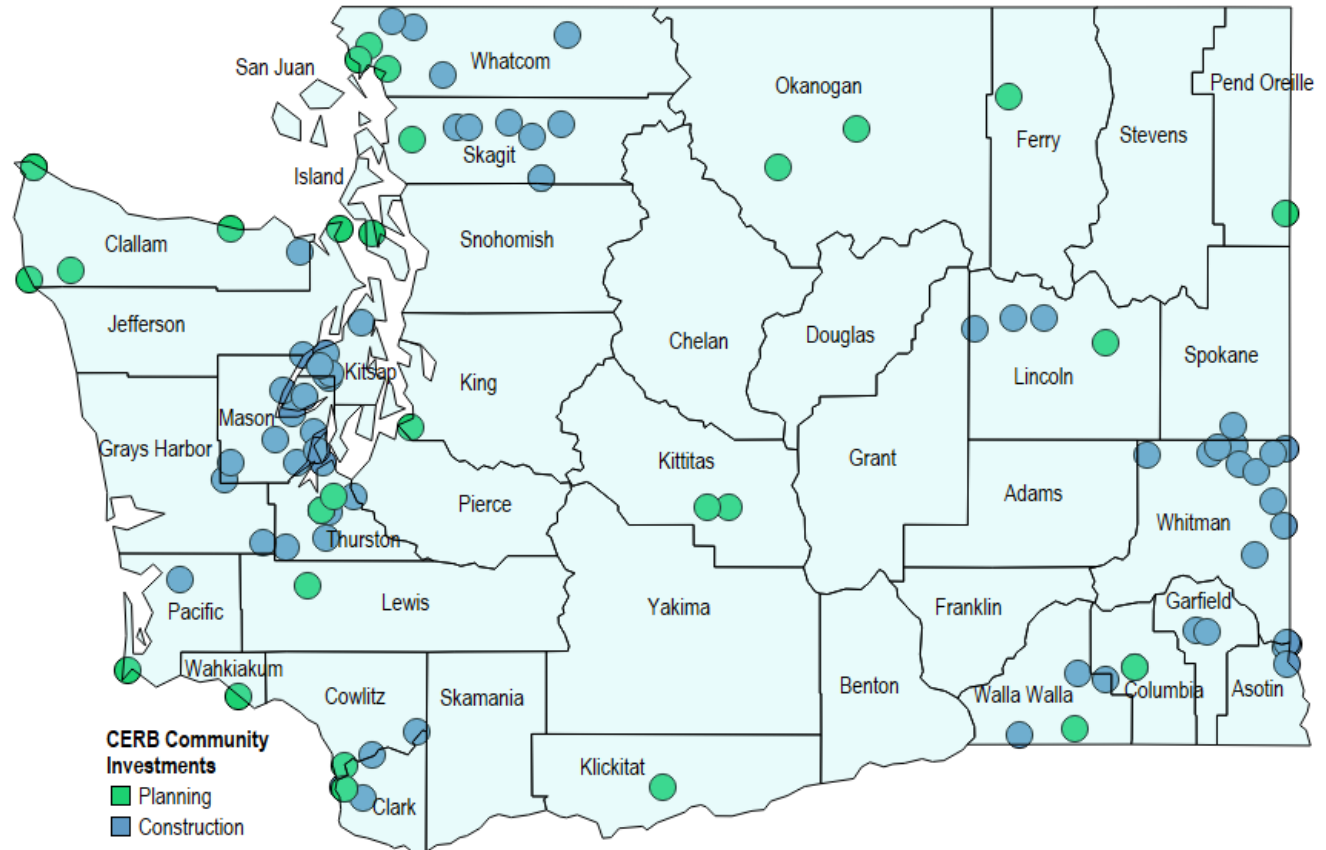 San Juan
Whatcom
Okanogan
Pend Oreille
Ferry
Stevens
Skagit
Island
Clallam
Snohomish
Jefferson
Chelan
Douglas
Spokane
Kitsap
King
Lincoln
Mason
Grays Harbor
Kittitas
Grant
Adams
Pierce
Whitman
Thurston
Lewis
Yakima
Franklin
Garfield
Pacific
Wahkiakum
Cowlitz
Skamania
Benton
Walla Walla
Columbia
Asotin
CERB Community
Investments
Planning
Construction
Klickitat
Clark